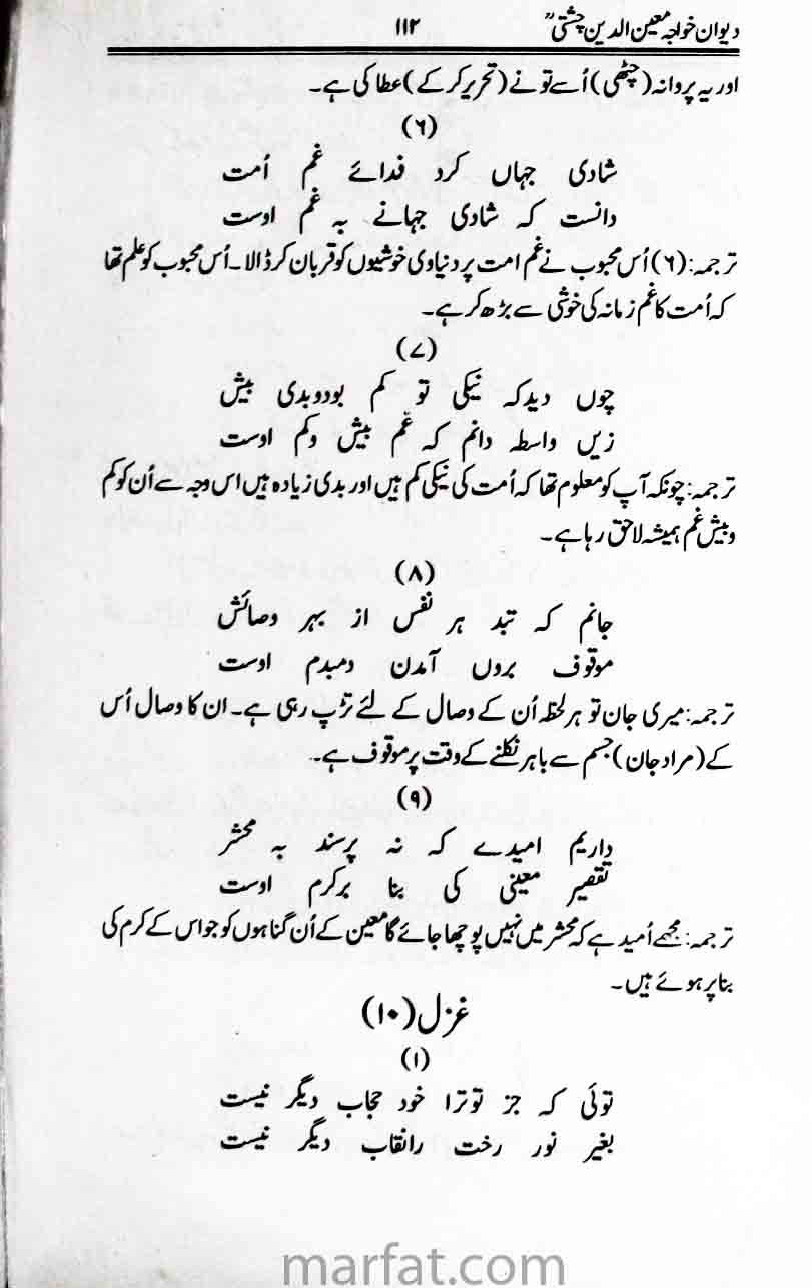 دیوان خواجہ معین الدین چشتیؒ ۱۱۲
اور یہ پروانہ (چٹھی) اُسے تو نے (تحریر کر کے) عطا کی ہے۔
(۶)
شادی جہاں کرد فدائے غم اُمت
دانست کہ شادی جہانے بہ غم اوست
ترجمہ: (۶) اُس محبوب نے غم امت پر دنیاوی خوشیوں کو قربان کر ڈالا۔ اُس محبوب کو علم تھا
کہ اُمت کا غم زمانہ کی خوشی سے بڑھ کر ہے۔
(۷)
چوں دیدکہ نیکی تو کم بودوبدی بیش
زیں واسطہ دانم کہ غم بیش وکم اوست
ترجمہ: چونکہ آپ کو معلوم تھا کہ اُمت کی نیکی کم ہیں اور بدی زیادہ ہیں اس وجہ سے اُن کو کم
وبیش غم ہمیشہ لاحق رہا ہے۔
(۸)
جانم کہ تپد ہر نفس از بہر وصائش
موقوف بروں آمدن دمبدم اوست
ترجمہ: میری جان تو ہر لحظہ اُن کے وصال کے لئے تڑپ رہی ہے۔ ان کا وصال اُس
کے (مراد جان) جسم سے باہر نکلنے کے وقت پر موقوف ہے۔
(۹)
داریم امیدے کہ نہ پرسند بہ محشر
تقصیر معینی کی بنا برکرم اوست
ترجمہ: مجھے اُمید ہے کہ محشر میں نہیں پوچھا جائے گا معین کے اُن گناہوں کو جو اس کے کرم کی
بنا پر ہوئے ہیں۔
غزل (۱۰)
(۱)
توئی کہ جز توترا خود حجاب دیگر نیست
بغیر نور رخت رانقاب دیگر نیست
marfat.com